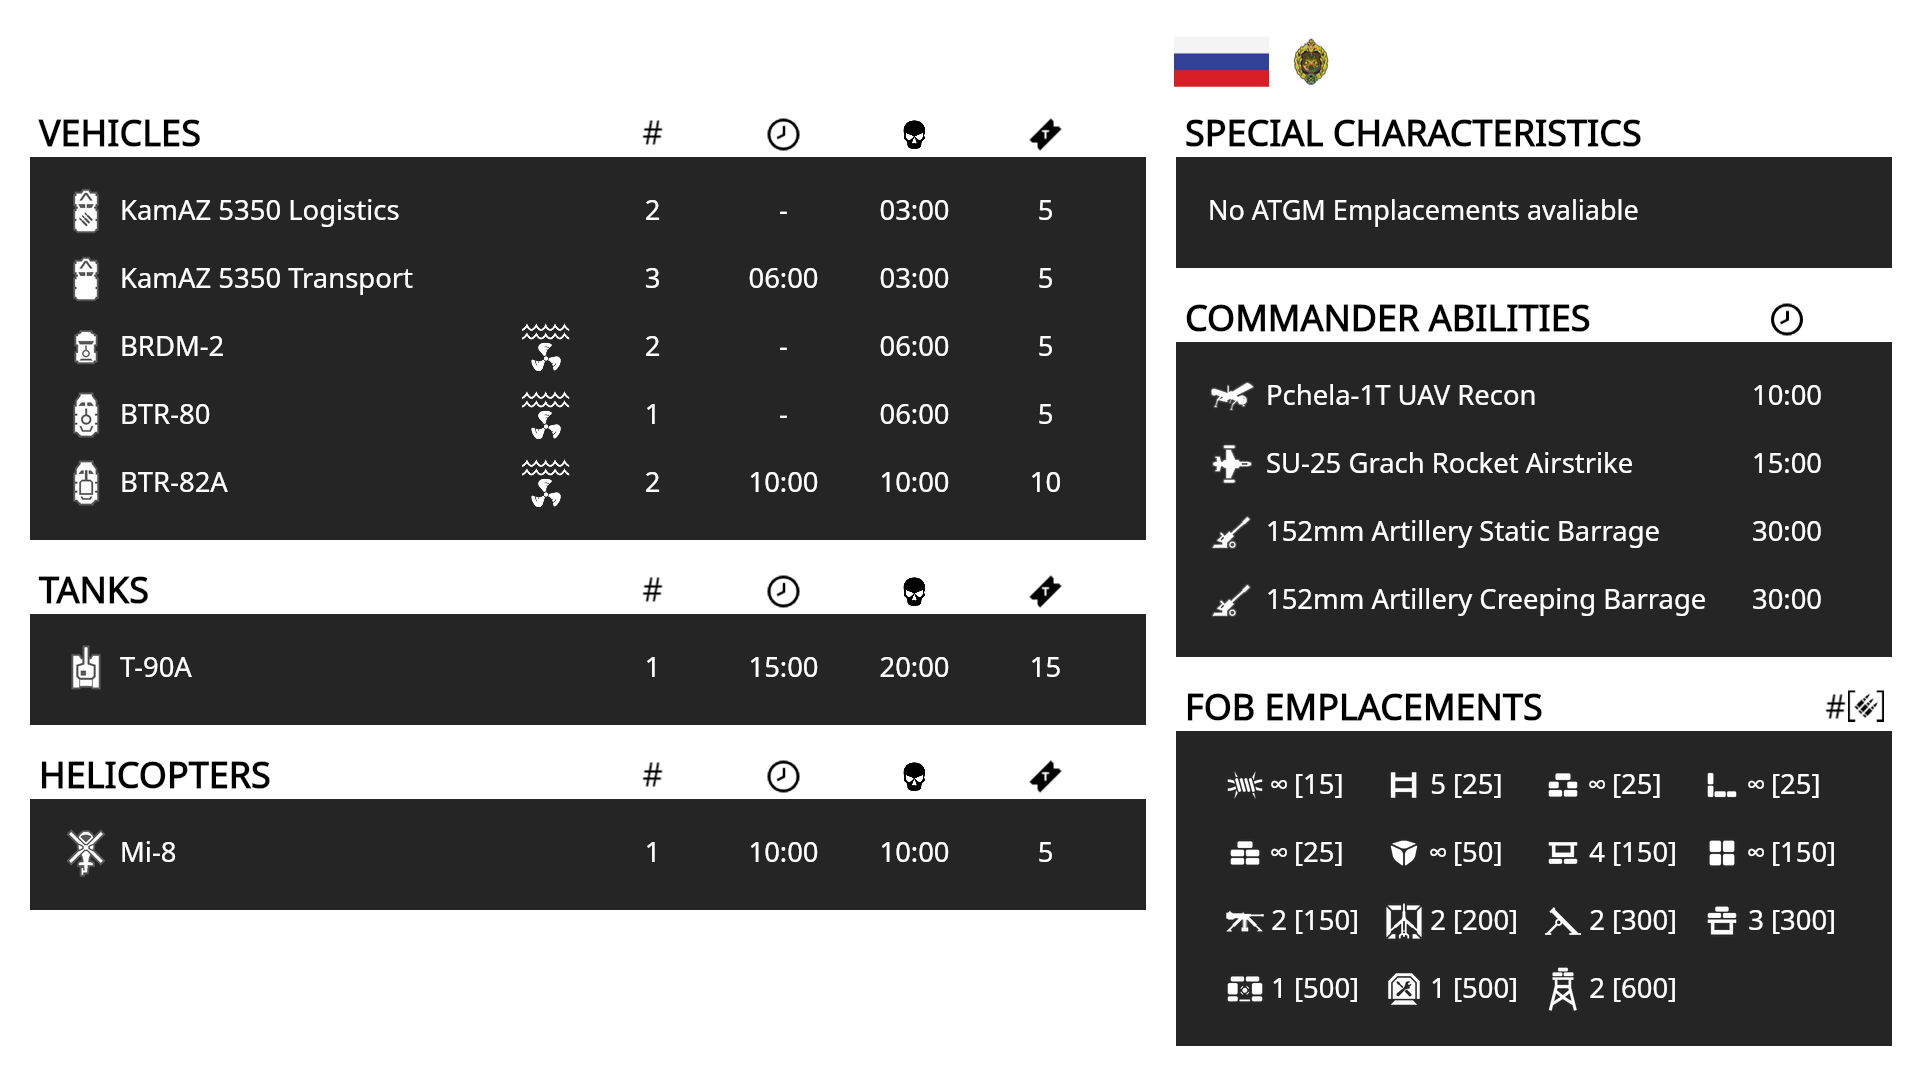 VEHICLES #
KamAZ 5350 Logistics 2 - 03:00 5
KamAZ 5350 Transport 3 06:00 03:00 5
BRDM-2 2 - 06:00 5
BTR-80 1 - 06:00 5
BTR-82A 2 10:00 10:00 10
TANKS #
T-90A 1 15:00 20:00 15
HELICOPTERS #
Mi-8 1 10:00 10:00 5
SPECIAL CHARACTERISTICS
No ATGM Emplacements avaliable
COMMANDER ABILITIES
Pchela-1T UAV Recon 10:00
SU-25 Grach Rocket Airstrike 15:00
152mm Artillery Static Barrage 30:00
152mm Artillery Creeping Barrage 30:00
FOB EMPLACEMENTS #[ ]
∞ [15] 5 [25] ∞ [25] ∞ [25]
∞ [25] ∞ [50] 4 [150] ∞ [150]
2 [150] 2 [200] 2 [300] 3 [300]
1 [500] 1 [500] 2 [600]